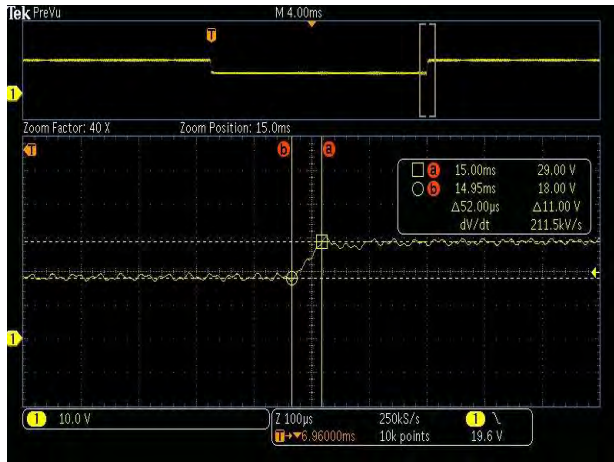 Tek PreVu M 4.00ms
T
1
Zoom Factor: 40 X Zoom Position: 15.0ms
T b a
a 15.00ms 29.00 V
b 14.95ms 18.00 V
Δ52.00µs Δ11.00 V
dV/dt 211.5kV/s
1
1 10.0 V Z 100µs 250kS/s 1
T→▼6.96000ms 10k points 19.6 V